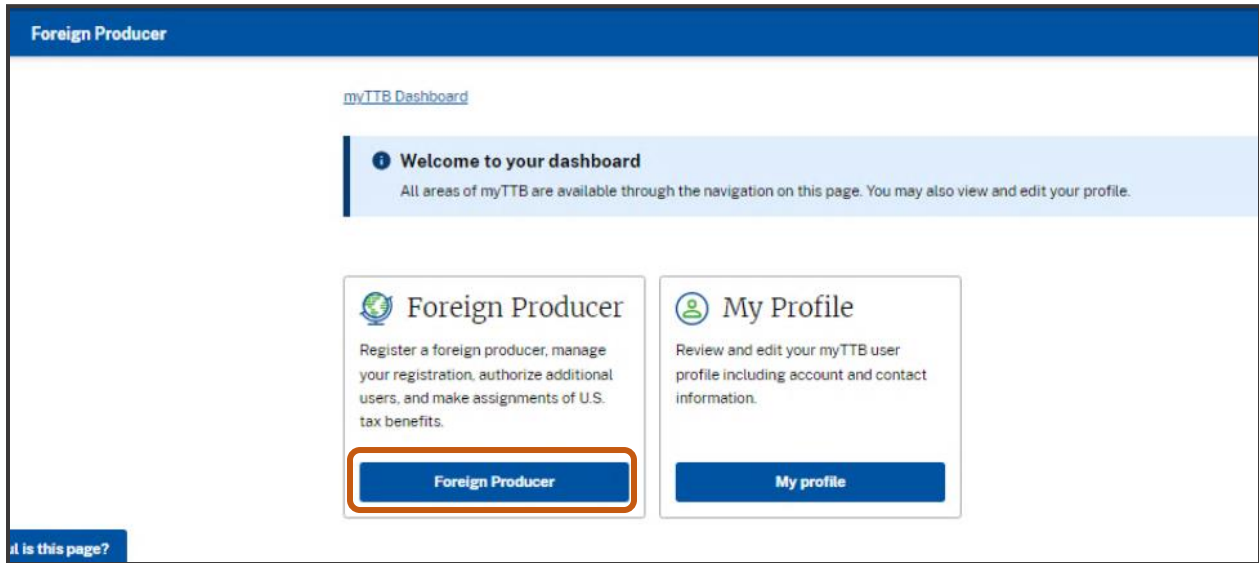 Foreign Producer
myTTB Dashboard
Welcome to your dashboard
All areas of myTTB are available through the navigation on this page. You may also view and edit your profile.
Foreign Producer
Register a foreign producer, manage
your registration, authorize additional
users, and make assignments of U.S.
tax benefits.
Foreign Producer
My Profile
Review and edit your myTTB user
profile including account and contact
information.
My profile
is this page?